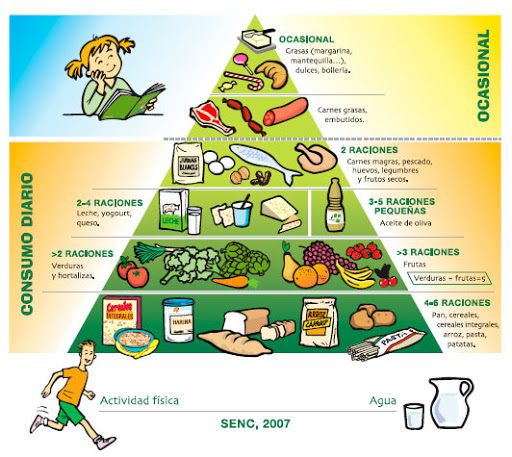 OCASIONAL
Grasas (margarina,
mantequilla...),
dulces, bollería.
OCASIONAL
Carnes grasas,
embutidos.
CONSUMO DIARIO
JUDIAS
BLANCAS
2 RACIONES
Carnes magras, pescado,
huevos, legumbres
y frutos secos.
2-4 RACIONES
Leche, yogourt,
queso.
LECHE
3-5 RACIONES
PEQUEÑAS
Aceite de oliva
>2 RACIONES
Verduras
y hortalizas.
>3 RACIONES
Frutas
Verduras + frutas=5
Cereales
INTEGRALES
HARINA
ARROZ
PASTA
4-6 RACIONES
Pan, cereales,
cereales integrales,
arroz, pasta,
patatas.
Actividad física
Agua
SENC, 2007